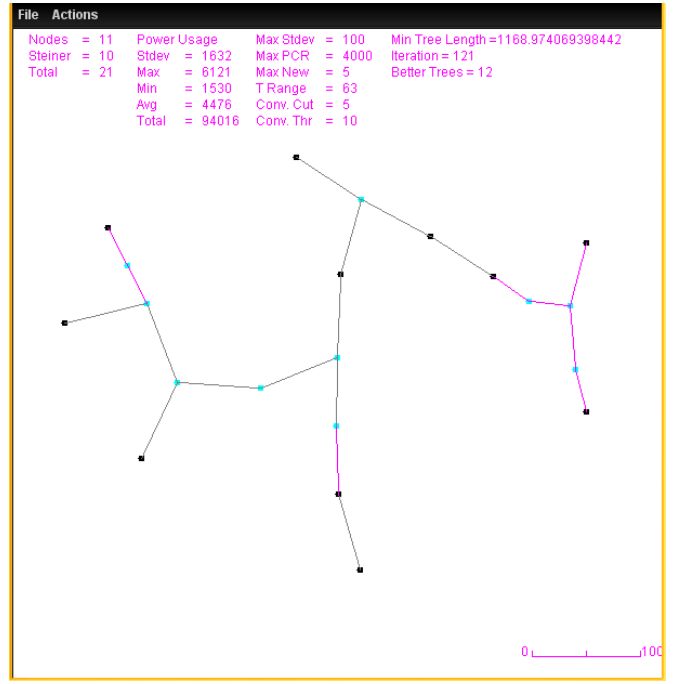 File Actions
Nodes = 11 Power Usage Max Stdev = 100 Min Tree Length =1168.974069398442
Steiner = 10 Stdev = 1632 Max PCR = 4000 Iteration = 121
Total = 21 Max = 6121 Max New = 5 Better Trees = 12
Min = 1530 T Range = 63
Avg = 4476 Conv. Cut = 5
Total = 94016 Conv. Thr = 10
0 100